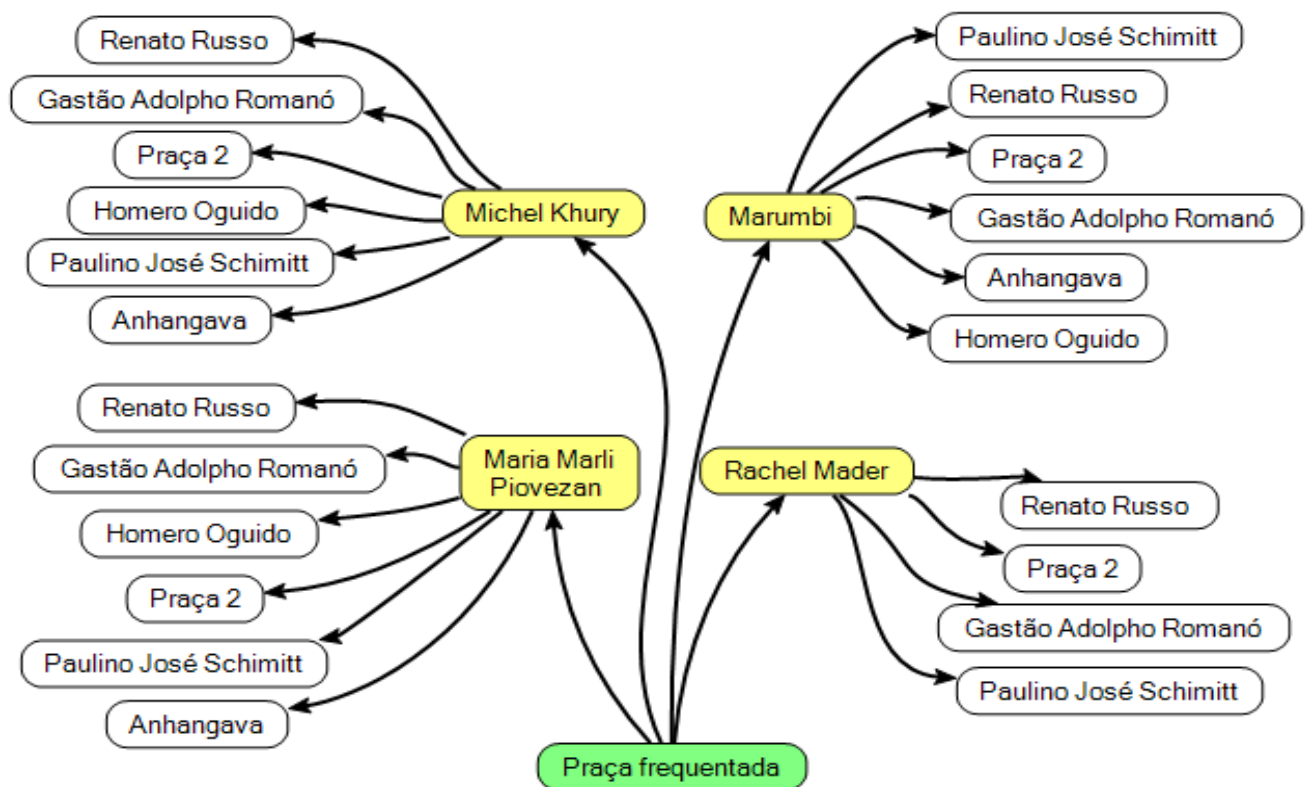 Renato Russo
Gastão Adolpho Romanó
Praça 2
Homero Oguido
Paulino José Schimitt
Anhangava
Michel Khury
Marumbi
Paulino José Schimitt
Renato Russo
Praça 2
Gastão Adolpho Romanó
Anhangava
Homero Oguido
Renato Russo
Gastão Adolpho Romanó
Homero Oguido
Praça 2
Paulino José Schimitt
Anhangava
Maria Marli
Piovezan
Rachel Mader
Renato Russo
Praça 2
Gastão Adolpho Romanó
Paulino José Schimitt
Praça frequentada